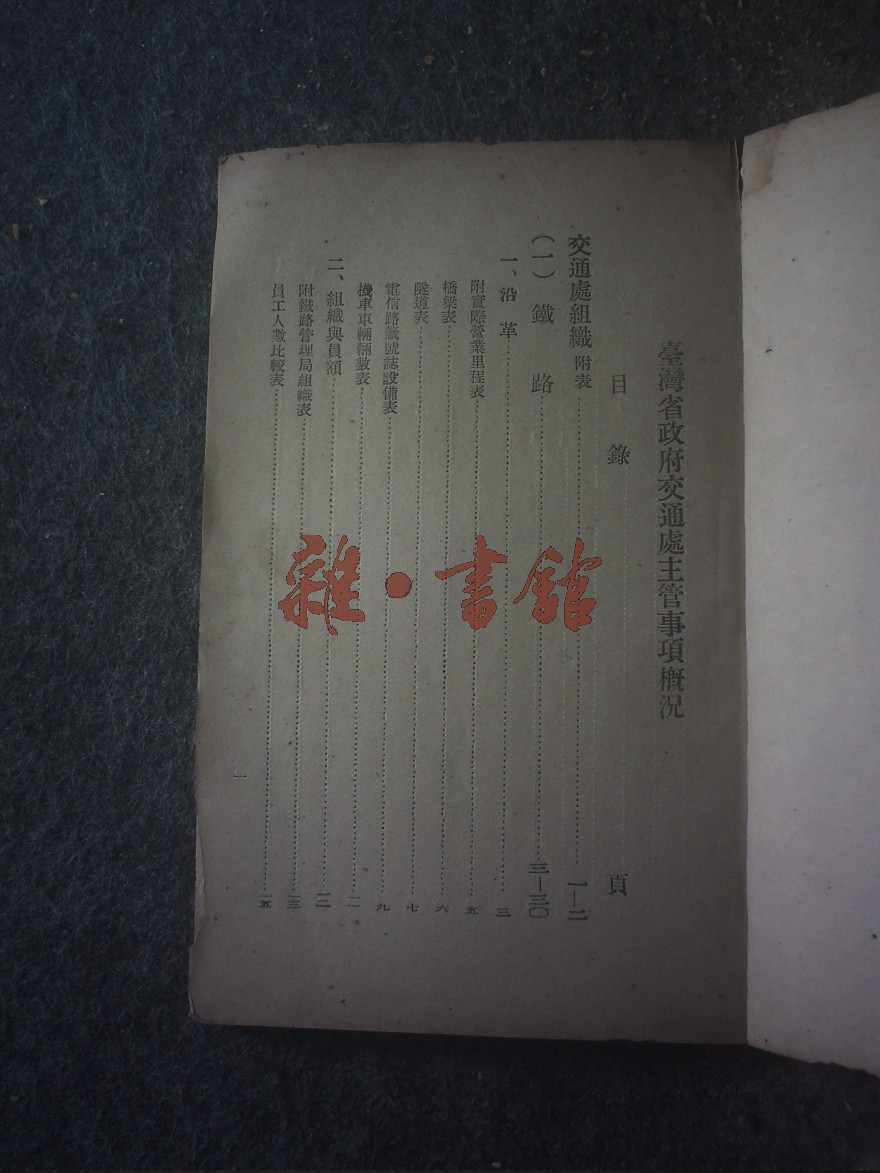 臺灣省政府交通處主管事項概況
目錄 頁
交通處組織 附表 一—二
(一) 鐵路 三—三〇
一、沿革 三
附實際營業里程表 五
橋梁表 六
隧道表 七
電信路籤號誌設備表 九
機車車輛輛數表 一一
二、組織與員額 一二
附鐵路管理局組織表 一三
員工人數比較表 一五
一
雜•書館